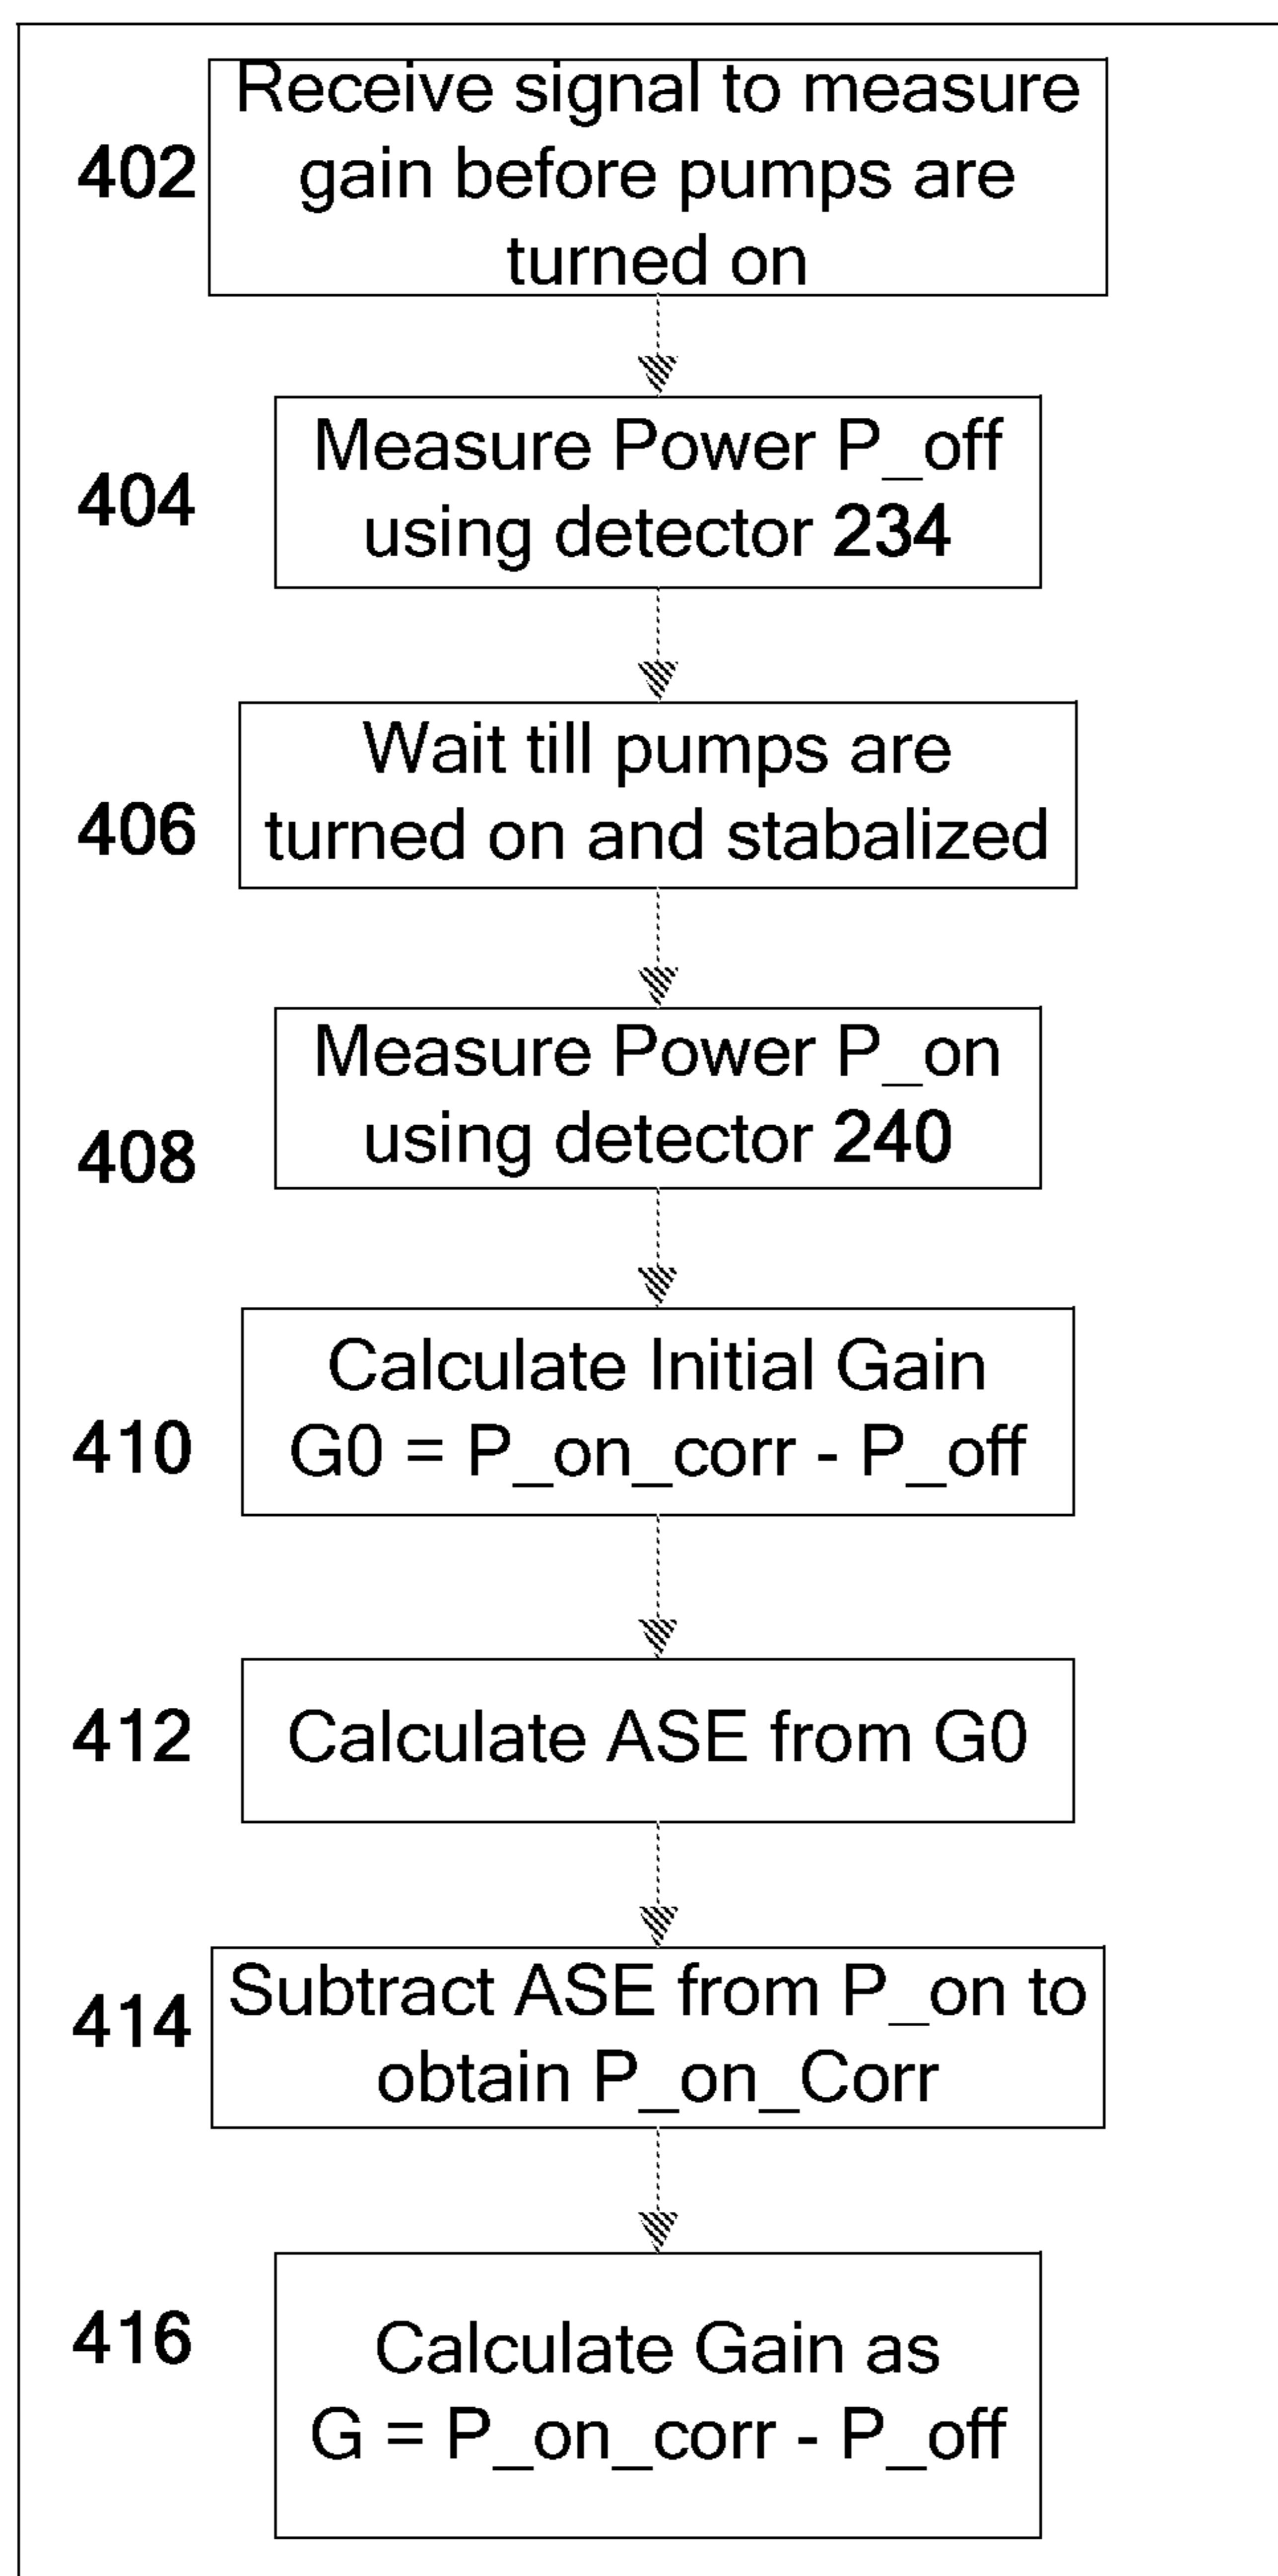 Receive signal to measure
402 gain before pumps are
turned on
Measure Power P_off
404
using detector 234
Wait till pumps are
406 turned on and stabalized
Measure Power P_on
using detector 240
408
Calculate Initial Gain
410 G0 = P_on_corr - P_off
412 Calculate ASE from G0
Subtract ASE from P_on to
414
obtain P_on_Corr
416
Calculate Gain as
G = P_on_corr - P_off